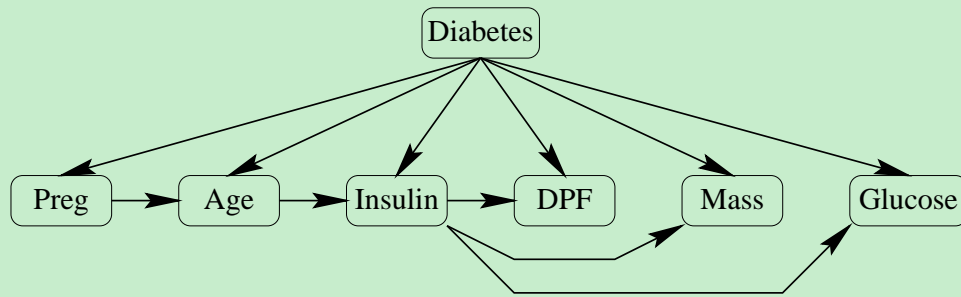 Diabetes
Preg
Age
Insulin
DPF
Mass
Glucose